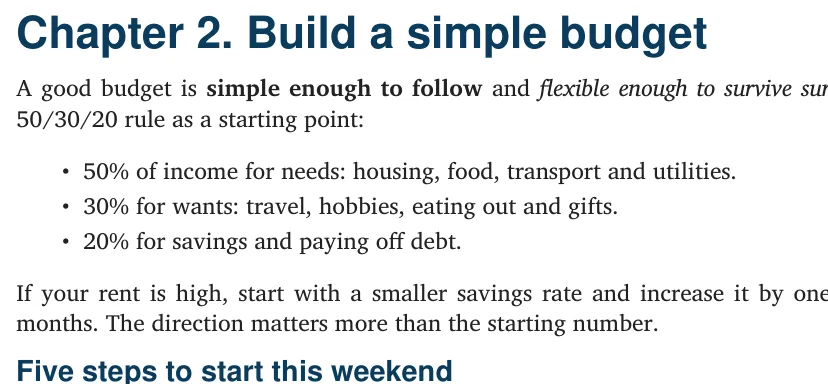 Chapter 2. Build a simple budget
A good budget is simple enough to follow and flexible enough to survive
50/30/20 rule as a starting point:
• 50% of income for needs: housing, food, transport and utilities.
• 30% for wants: travel, hobbies, eating out and gifts.
• 20% for savings and paying off debt.
If your rent is high, start with a smaller savings rate and increase it by one
months. The direction matters more than the starting number.
Five steps to start this weekend